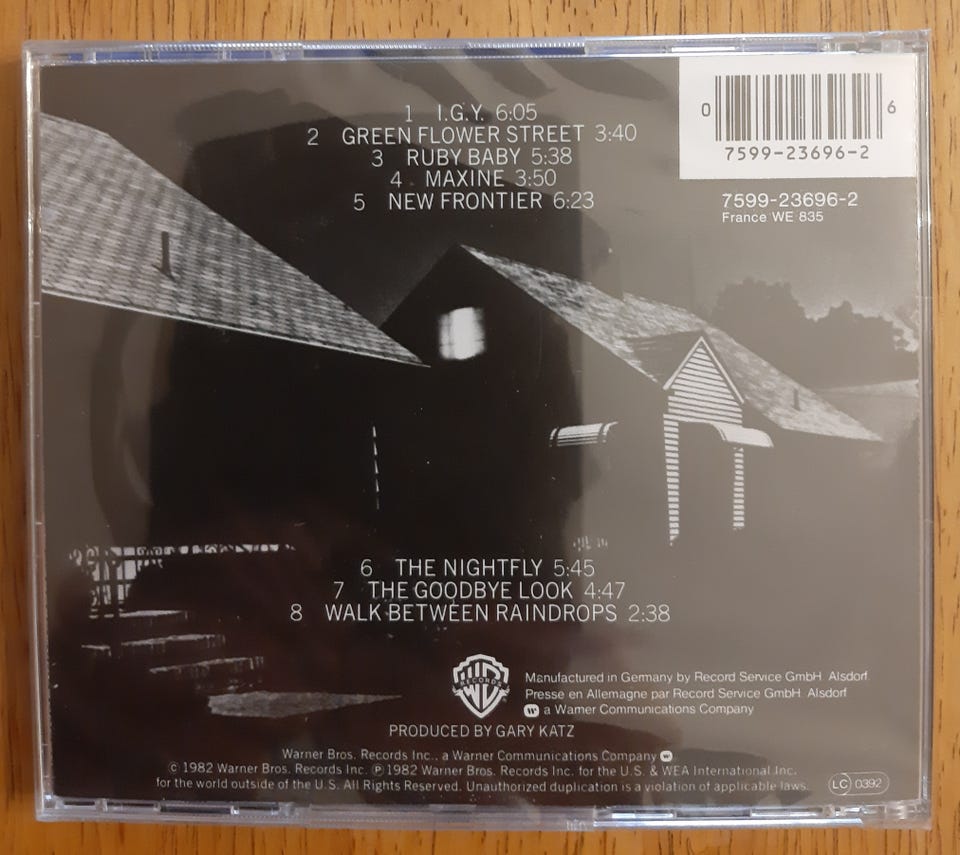 1 I.G.Y. 6:05
2 GREEN FLOWER STREET 3:40
3 RUBY BABY 5:38
4 MAXINE 3:50
5 NEW FRONTIER 6:23
0 6
7599-23696-2
7599-23696-2
France WE 835
6 THE NIGHTFLY 5:45
7 THE GOODBYE LOOK 4:47
8 WALK BETWEEN RAINDROPS 2:38
WB
RECORDS
Manufactured in Germany by Record Service GmbH Alsdorf.
Presse en Allemagne par Record Service GmbH Alsdorf
a Warner Communications Company
PRODUCED BY GARY KATZ
Warner Bros. Records Inc., a Warner Communications Company
© 1982 Warner Bros. Records Inc. ℗ 1982 Warner Bros. Records Inc. for the U.S. & WEA International Inc.
for the world outside of the U.S. All Rights Reserved. Unauthorized duplication is a violation of applicable laws.
LC 0392